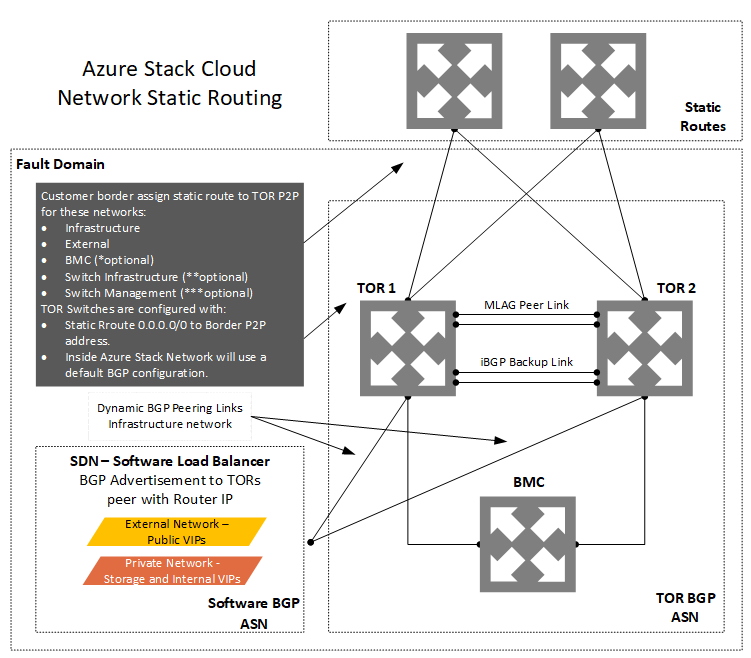 Azure Stack Cloud
Network Static Routing
Static
Routes
Fault Domain
Customer border assign static route to TOR P2P
for these networks:
• Infrastructure
• External
• BMC (*optional)
• Switch Infrastructure (**optional)
• Switch Management (***optional)
TOR Switches are configured with:
• Static Rroute 0.0.0.0/0 to Border P2P
address.
• Inside Azure Stack Network will use a
default BGP configuration.
TOR 1
TOR 2
MLAG Peer Link
iBGP Backup Link
Dynamic BGP Peering Links
Infrastructure network
SDN – Software Load Balancer
BGP Advertisement to TORs
peer with Router IP
External Network –
Public VIPs
Private Network -
Storage and Internal VIPs
Software BGP
ASN
BMC
TOR BGP
ASN